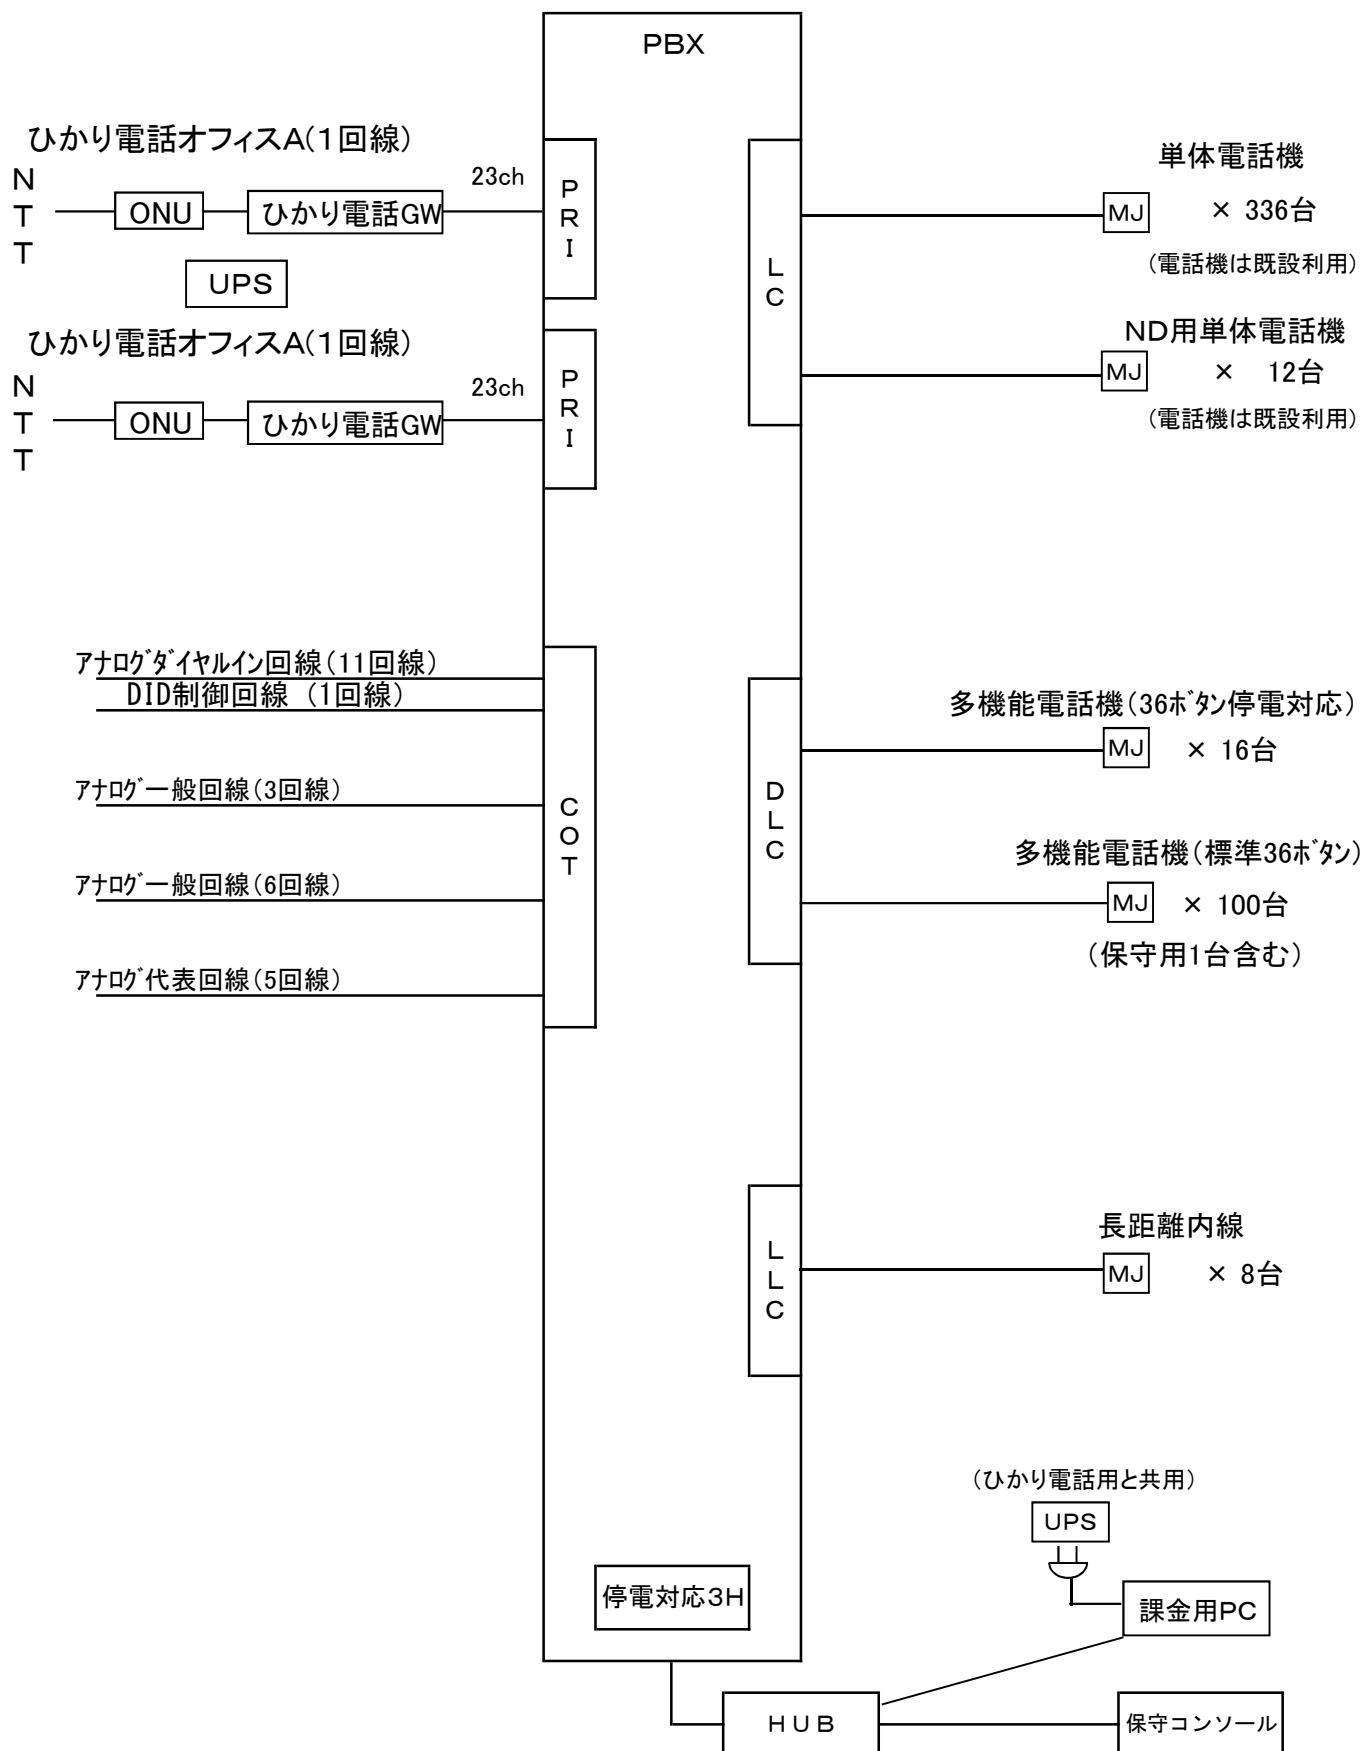 PBX
ひかり電話オフィスA(1回線)
NTT
ONU
ひかり電話GW
23ch
PRI
UPS
ひかり電話オフィスA(1回線)
NTT
ONU
ひかり電話GW
23ch
PRI
LC
単体電話機
MJ × 336台
(電話機は既設利用)
ND用単体電話機
MJ × 12台
(電話機は既設利用)
アナログダイヤルイン回線(11回線)
DID制御回線 (1回線)
アナログ一般回線(3回線)
アナログ一般回線(6回線)
アナログ代表回線(5回線)
COT
DLC
多機能電話機(36ボタン停電対応)
MJ × 16台
多機能電話機(標準36ボタン)
MJ × 100台
(保守用1台含む)
LLC
長距離内線
MJ × 8台
(ひかり電話用と共用)
UPS
停電対応3H
課金用PC
HUB
保守コンソール